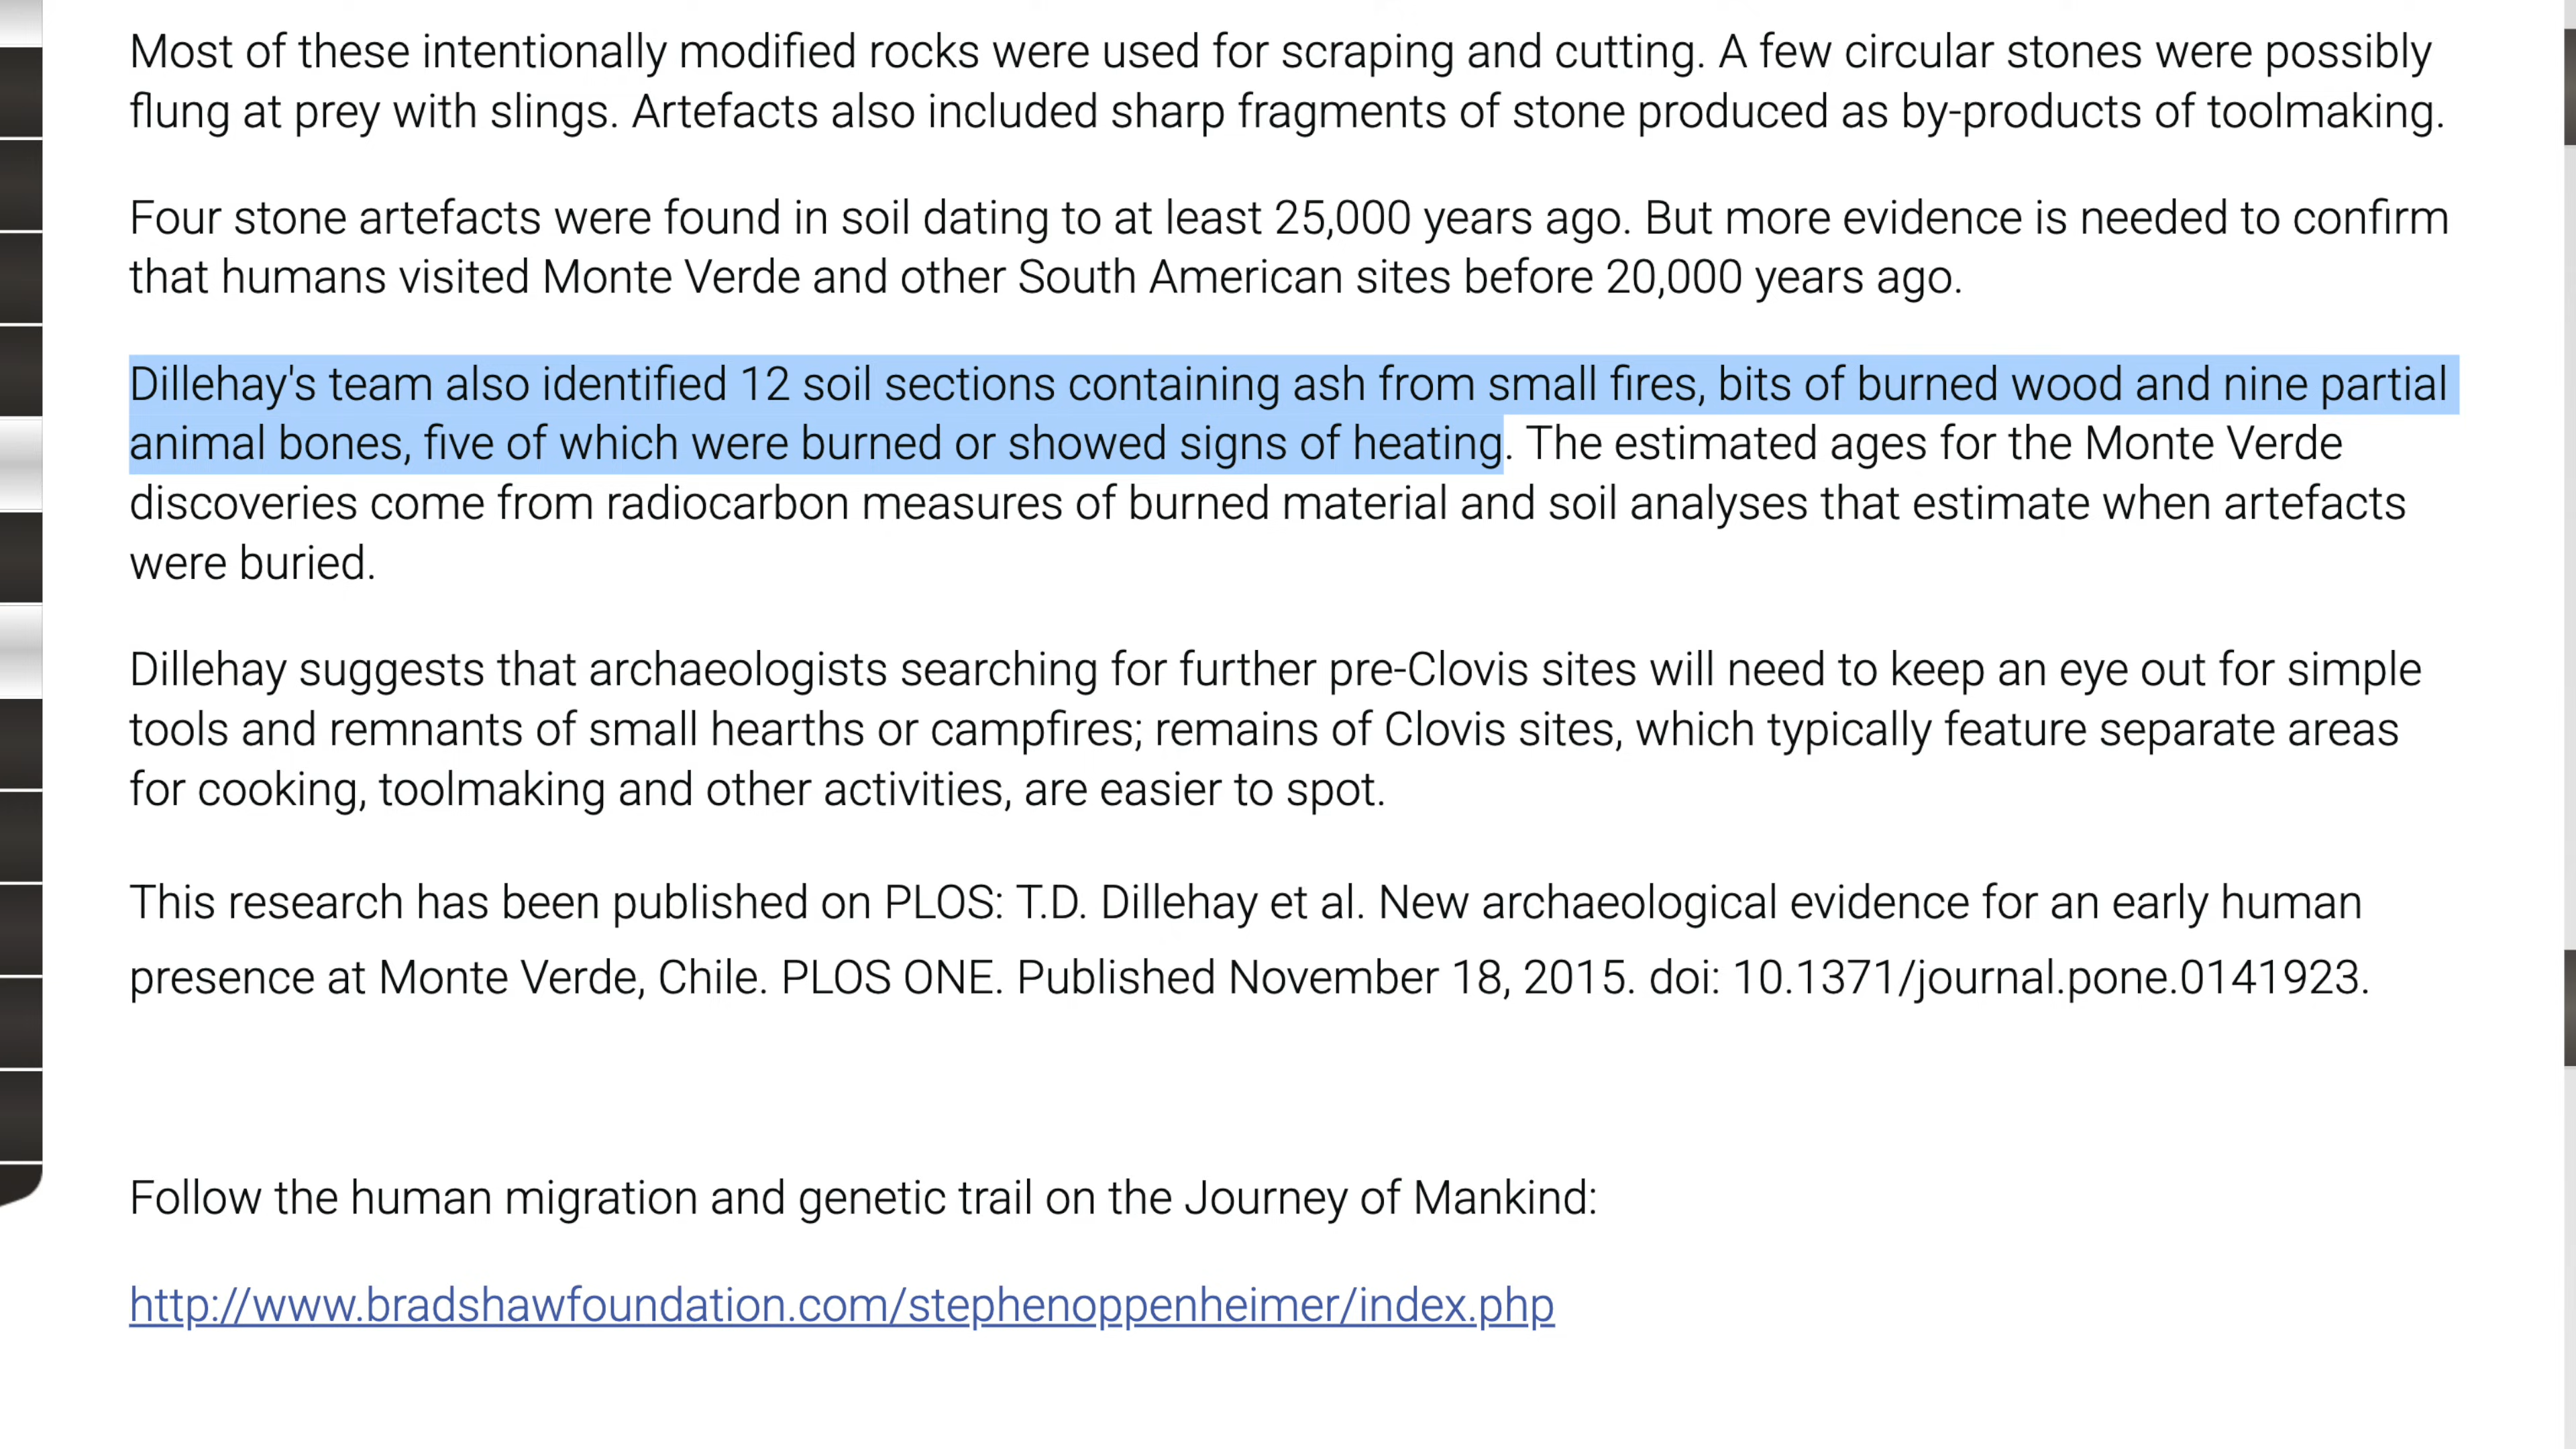 Most of these intentionally modified rocks were used for scraping and cutting. A few circular stones were possibly
flung at prey with slings. Artefacts also included sharp fragments of stone produced as by-products of toolmaking.
Four stone artefacts were found in soil dating to at least 25,000 years ago. But more evidence is needed to confirm
that humans visited Monte Verde and other South American sites before 20,000 years ago.
Dillehay's team also identified 12 soil sections containing ash from small fires, bits of burned wood and nine partial
animal bones, five of which were burned or showed signs of heating. The estimated ages for the Monte Verde
discoveries come from radiocarbon measures of burned material and soil analyses that estimate when artefacts
were buried.
Dillehay suggests that archaeologists searching for further pre-Clovis sites will need to keep an eye out for simple
tools and remnants of small hearths or campfires; remains of Clovis sites, which typically feature separate areas
for cooking, toolmaking and other activities, are easier to spot.
This research has been published on PLOS: T.D. Dillehay et al. New archaeological evidence for an early human
presence at Monte Verde, Chile. PLOS ONE. Published November 18, 2015. doi: 10.1371/journal.pone.0141923.
Follow the human migration and genetic trail on the Journey of Mankind:
http://www.bradshawfoundation.com/stephenoppenheimer/index.php